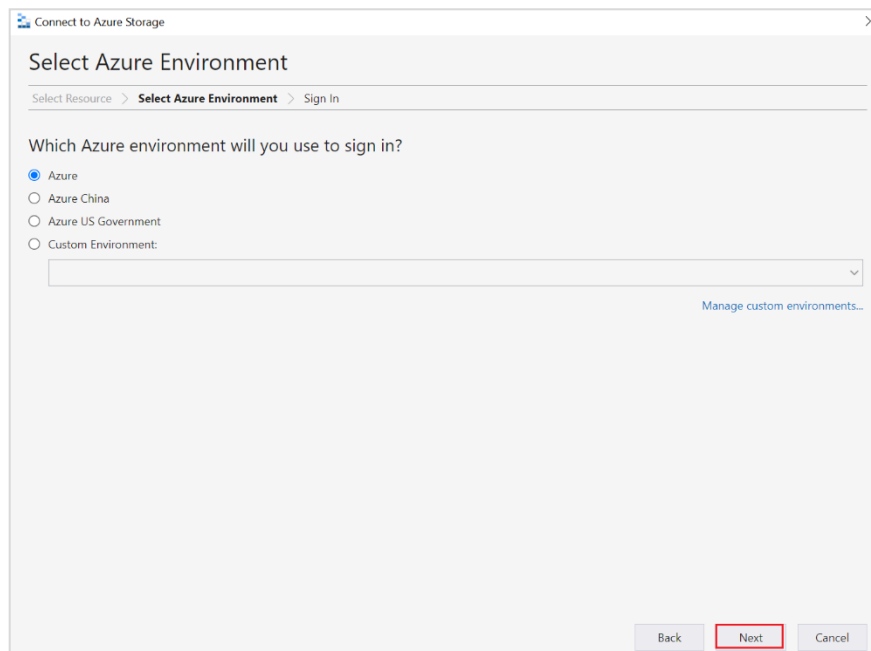 Connect to Azure Storage
Select Azure Environment
Select Resource > Select Azure Environment > Sign In
Which Azure environment will you use to sign in?
Azure
Azure China
Azure US Government
Custom Environment:
Manage custom environments...
Back Next Cancel